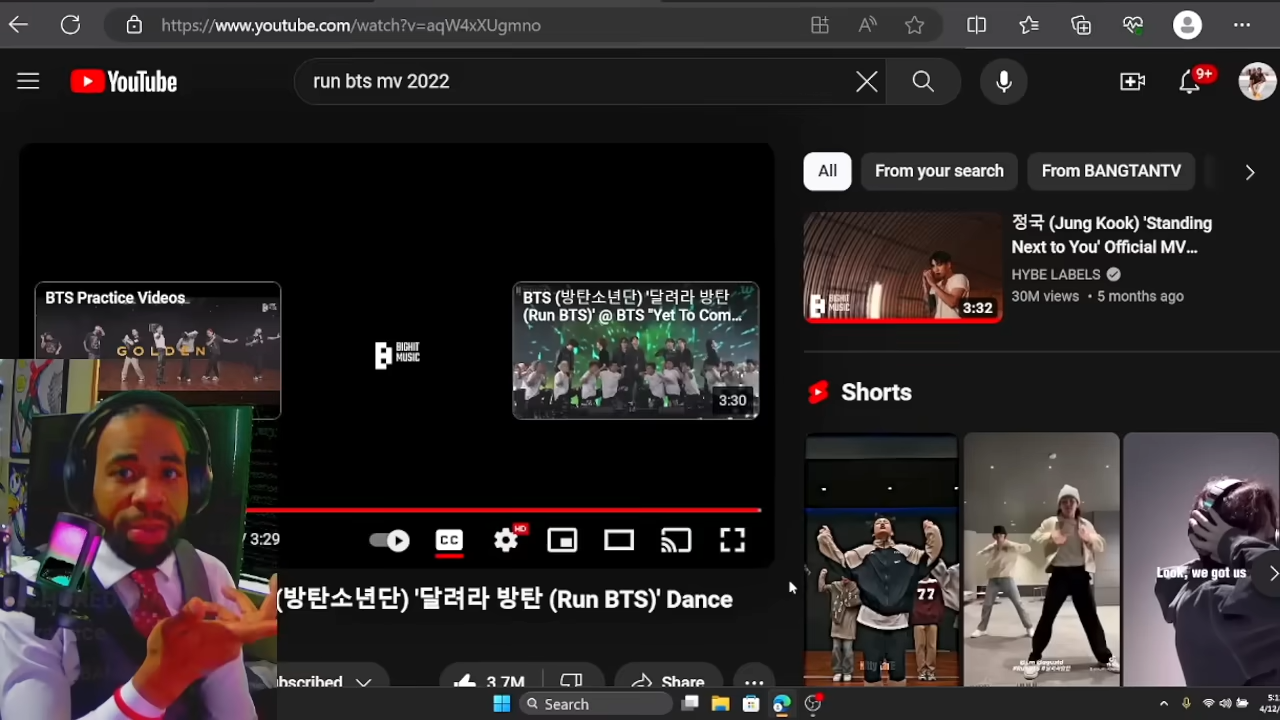 https://www.youtube.com/watch?v=aqW4xXUgmno
YouTube
run bts mv 2022
9+
All
From your search
From BANGTANTV
BTS Practice Videos
GOLDEN
BIGHIT
MUSIC
BTS (방탄소년단) '달려라 방탄
(Run BTS)' @ BTS "Yet To Com...
3:30
정국 (Jung Kook) 'Standing
Next to You' Official MV...
HYBE LABELS
30M views • 5 months ago
BIGHIT
MUSIC
3:32
Shorts
/ 3:29
CC
HD
(방탄소년단) '달려라 방탄 (Run BTS)' Dance
77
Look, we got us
3.7M
Share
Search